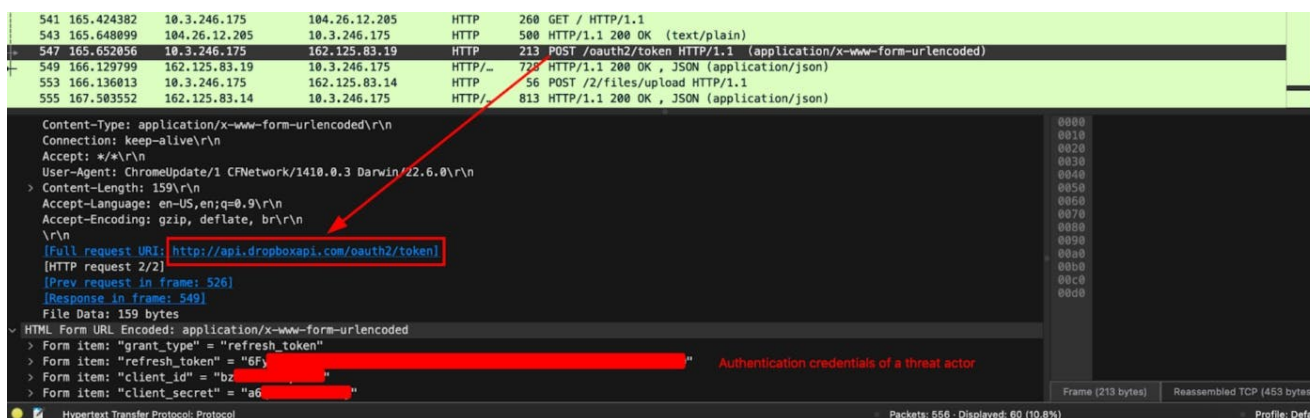 541 165.424382 10.3.246.175 104.26.12.205 HTTP 260 GET / HTTP/1.1
543 165.648099 104.26.12.205 10.3.246.175 HTTP 500 HTTP/1.1 200 OK (text/plain)
547 165.652056 10.3.246.175 162.125.83.19 HTTP 213 POST /oauth2/token HTTP/1.1 (application/x-www-form-urlencoded)
549 166.129799 162.125.83.19 10.3.246.175 HTTP/… 728 HTTP/1.1 200 OK , JSON (application/json)
553 166.136013 10.3.246.175 162.125.83.14 HTTP 56 POST /2/files/upload HTTP/1.1
555 167.503552 162.125.83.14 10.3.246.175 HTTP/… 813 HTTP/1.1 200 OK , JSON (application/json)
Content-Type: application/x-www-form-urlencoded\r\n
Connection: keep-alive\r\n
Accept: */*\r\n
User-Agent: ChromeUpdate/1 CFNetwork/1410.0.3 Darwin/22.6.0\r\n
> Content-Length: 159\r\n
Accept-Language: en-US,en;q=0.9\r\n
Accept-Encoding: gzip, deflate, br\r\n
\r\n
[Full request URI: http://api.dropboxapi.com/oauth2/token]
[HTTP request 2/2]
[Prev request in frame: 526]
[Response in frame: 549]
File Data: 159 bytes
HTML Form URL Encoded: application/x-www-form-urlencoded
> Form item: "grant_type" = "refresh_token"
> Form item: "refresh_token" = "6Fy "
Authentication credentials of a threat actor
> Form item: "client_id" = "bz "
> Form item: "client_secret" = "a6 "
0000
0010
0020
0030
0040
0050
0060
0070
0080
0090
00a0
00b0
00c0
00d0
Frame (213 bytes) Reassembled TCP (453 bytes
Hypertext Transfer Protocol: Protocol Packets: 556 · Displayed: 60 (10.8%) Profile: Defa